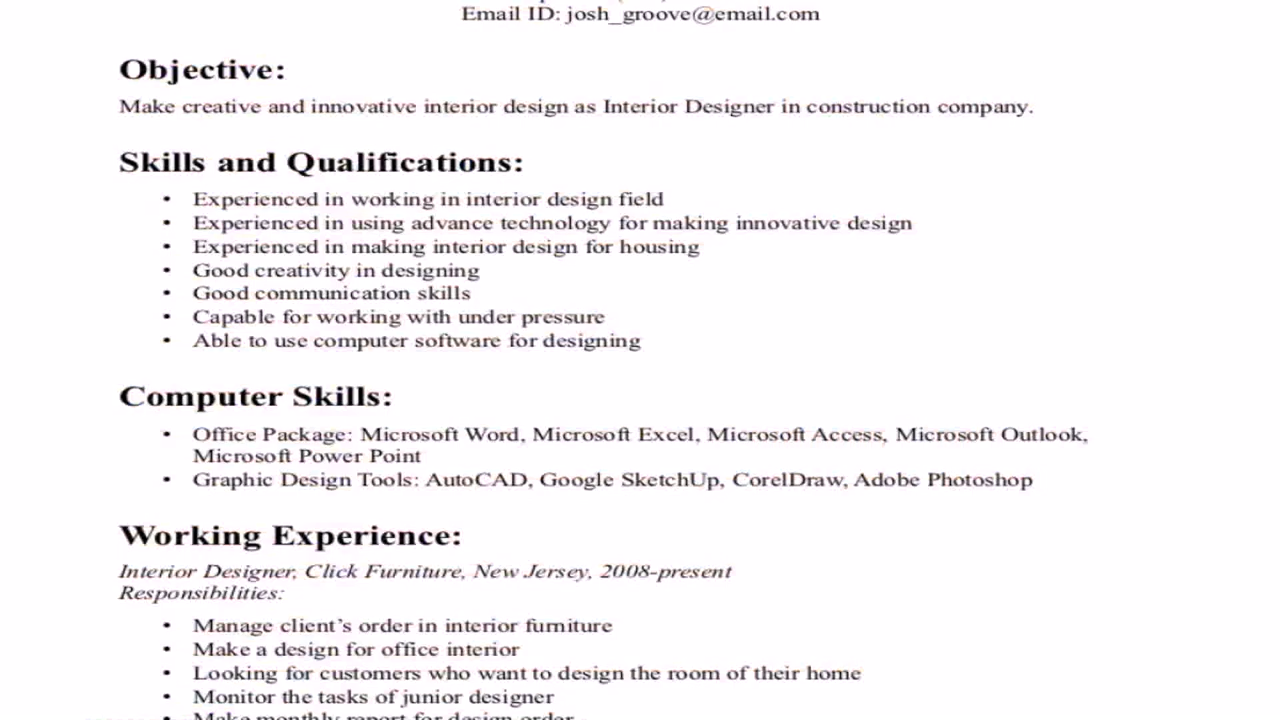 Email ID: josh_groove@email.com
Objective:
Make creative and innovative interior design as Interior Designer in construction company.
Skills and Qualifications:
• Experienced in working in interior design field
• Experienced in using advance technology for making innovative design
• Experienced in making interior design for housing
• Good creativity in designing
• Good communication skills
• Capable for working with under pressure
• Able to use computer software for designing
Computer Skills:
• Office Package: Microsoft Word, Microsoft Excel, Microsoft Access, Microsoft Outlook,
Microsoft Power Point
• Graphic Design Tools: AutoCAD, Google SketchUp, CorelDraw, Adobe Photoshop
Working Experience:
Interior Designer, Click Furniture, New Jersey, 2008-present
Responsibilities:
• Manage client’s order in interior furniture
• Make a design for office interior
• Looking for customers who want to design the room of their home
• Monitor the tasks of junior designer
• Make monthly report for design order